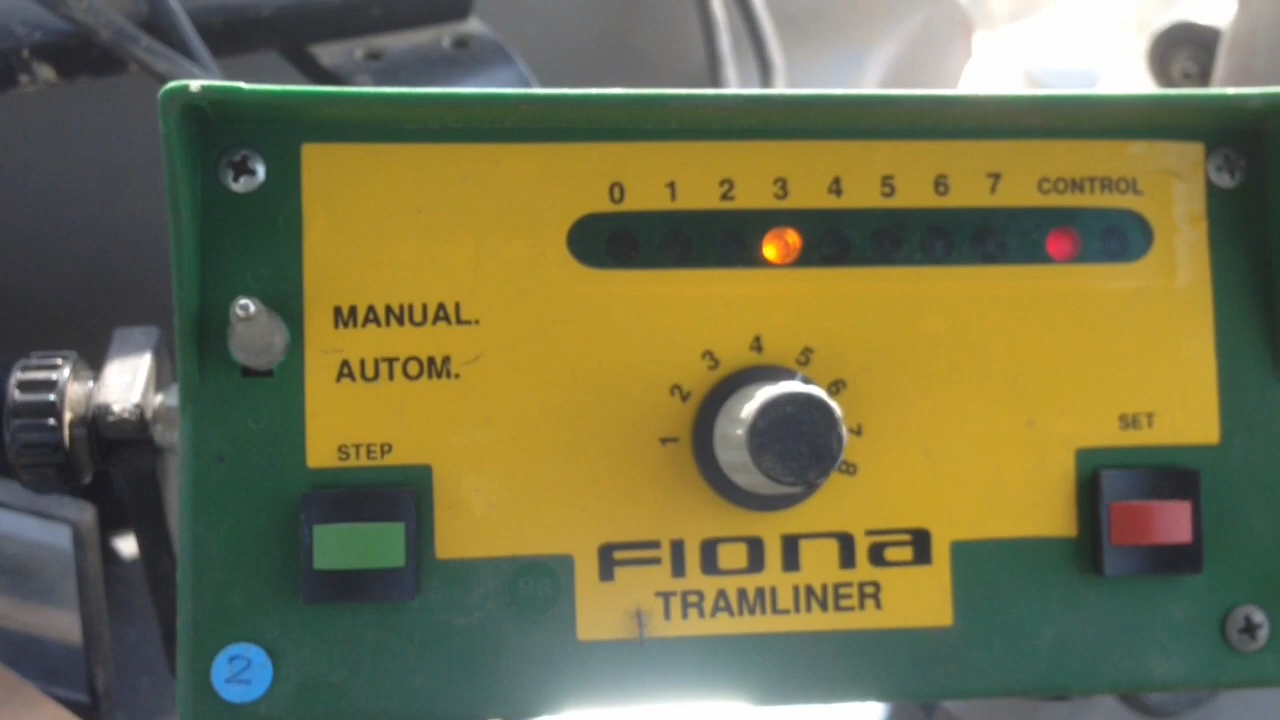 0 1 2 3 4 5 6 7 CONTROL
MANUAL.
AUTOM.
1 2 3 4 5 6 7 8
STEP
SET
FIONA
TRAMLINER
98
2